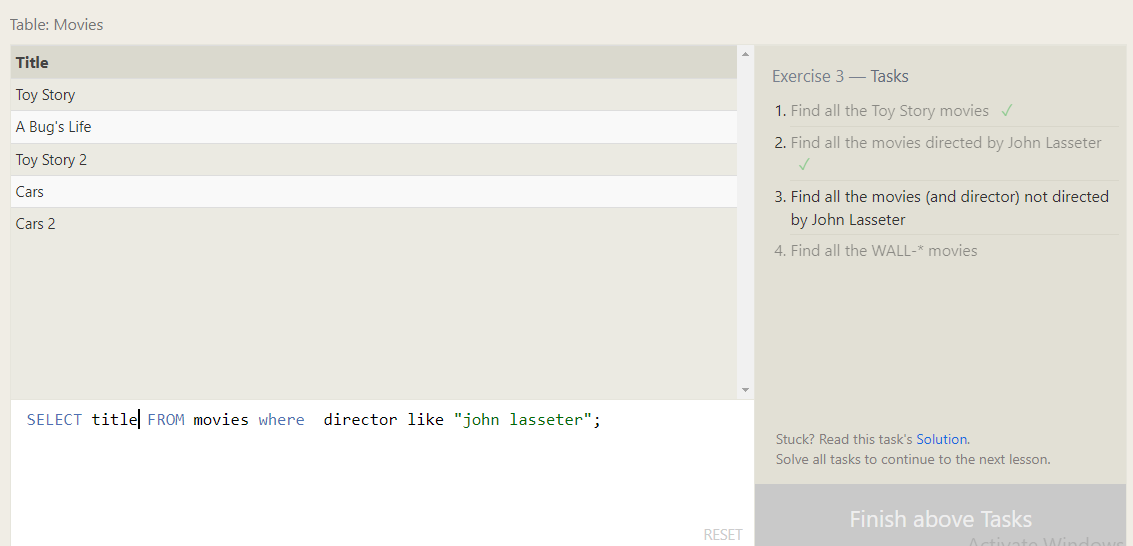 Table: Movies
Title
Toy Story
A Bug's Life
Toy Story 2
Cars
Cars 2
SELECT title FROM movies where  director like "john lasseter";
RESET
Exercise 3 — Tasks
1. Find all the Toy Story movies ✓
2. Find all the movies directed by John Lasseter
✓
3. Find all the movies (and director) not directed
by John Lasseter
4. Find all the WALL-* movies
Stuck? Read this task's Solution.
Solve all tasks to continue to the next lesson.
Finish above Tasks
Activate Windows